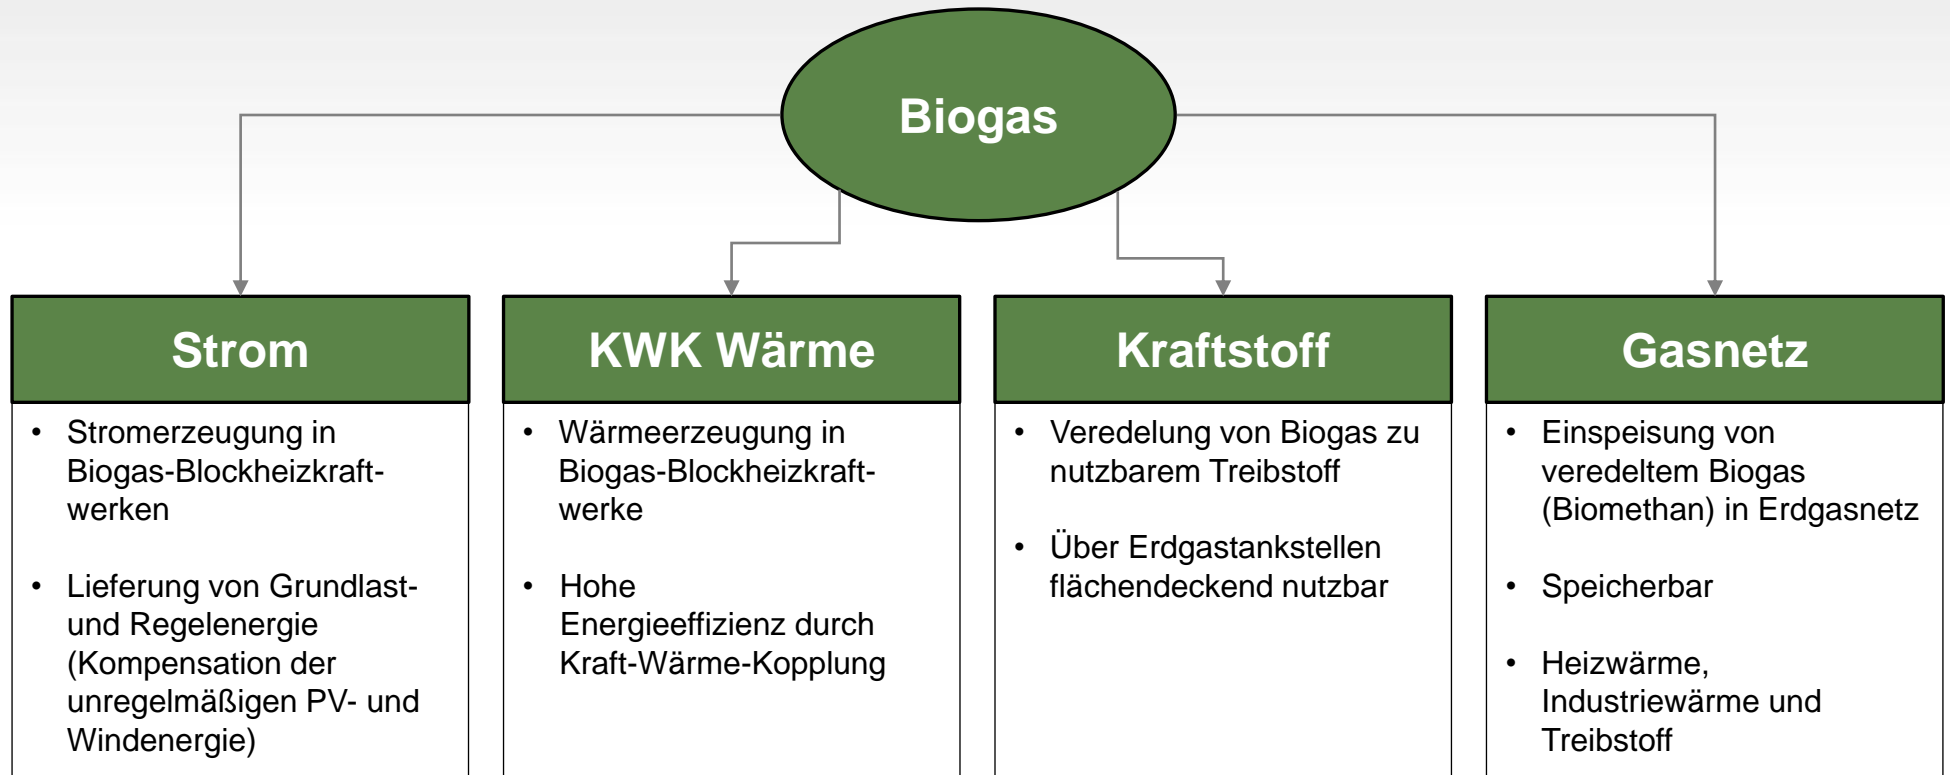 Biogas
Strom
• Stromerzeugung in
Biogas-Blockheizkraft-
werken
• Lieferung von Grundlast-
und Regelenergie
(Kompensation der
unregelmäßigen PV- und
Windenergie)
KWK Wärme
• Wärmeerzeugung in
Biogas-Blockheizkraft-
werke
• Hohe
Energieeffizienz durch
Kraft-Wärme-Kopplung
Kraftstoff
• Veredelung von Biogas zu
nutzbarem Treibstoff
• Über Erdgastankstellen
flächendeckend nutzbar
Gasnetz
• Einspeisung von
veredeltem Biogas
(Biomethan) in Erdgasnetz
• Speicherbar
• Heizwärme,
Industriewärme und
Treibstoff